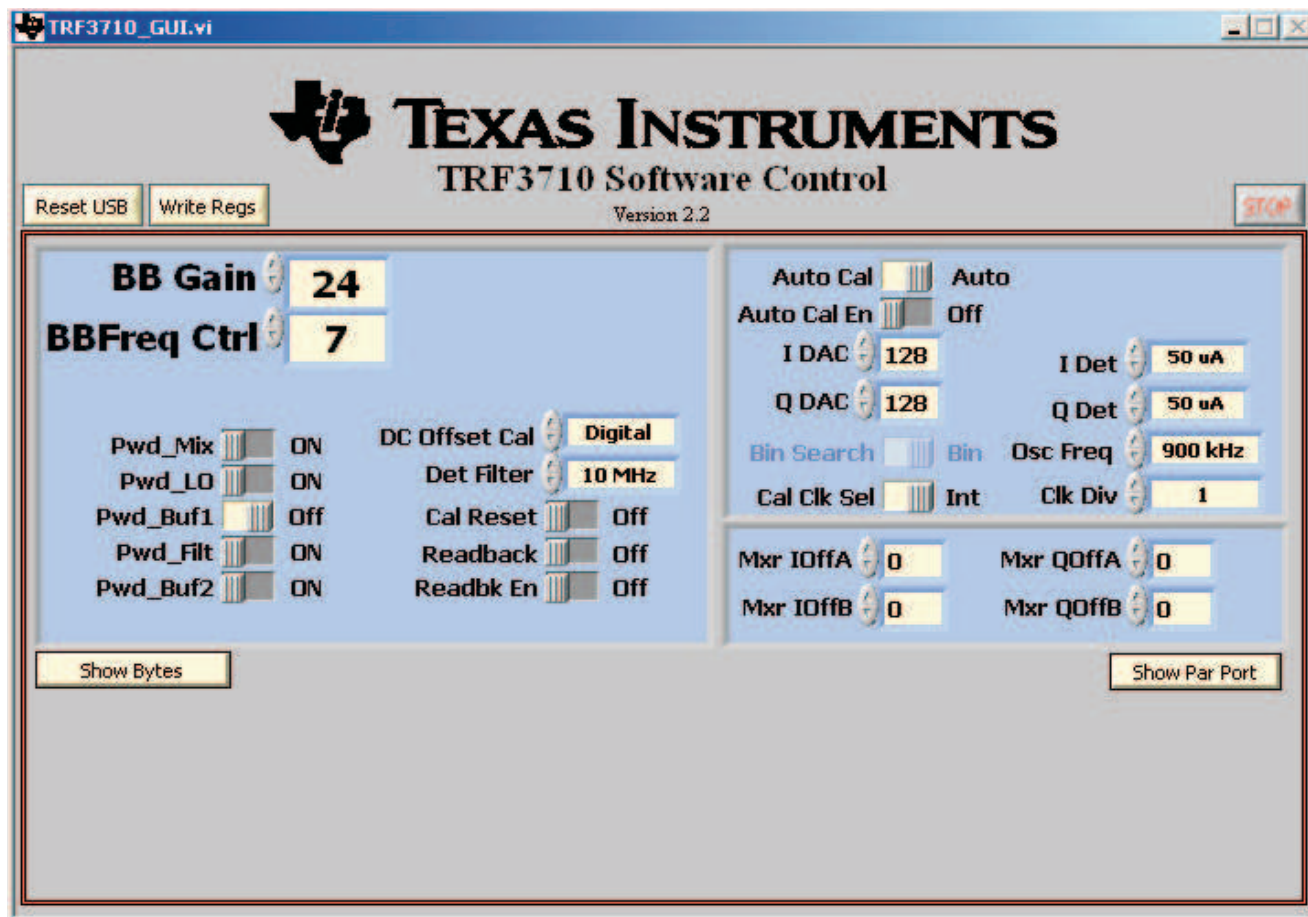 TRF3710_GUI.vi
TEXAS INSTRUMENTS
TRF3710 Software Control
Version 2.2
Reset USB
Write Regs
STOP
BB Gain 24
BBFreq Ctrl 7
Pwd_Mix ON
Pwd_LO ON
Pwd_Buf1 Off
Pwd_Filt ON
Pwd_Buf2 ON
DC Offset Cal Digital
Det Filter 10 MHz
Cal Reset Off
Readback Off
Readbk En Off
Auto Cal Auto
Auto Cal En Off
I DAC 128
Q DAC 128
Bin Search Bin
Cal Clk Sel Int
I Det 50 uA
Q Det 50 uA
Osc Freq 900 kHz
Clk Div 1
Mxr IOffA 0
Mxr IOffB 0
Mxr QOffA 0
Mxr QOffB 0
Show Bytes
Show Par Port